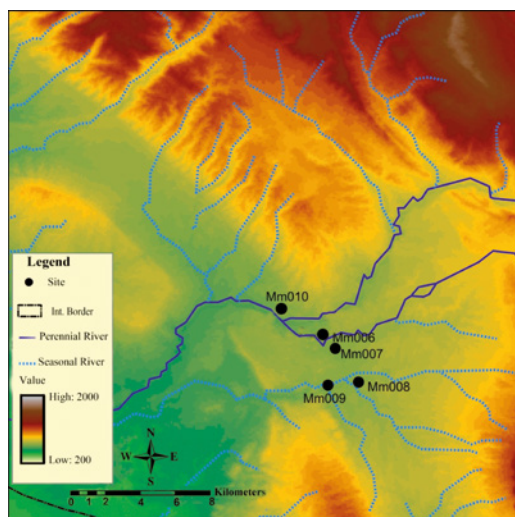 Mm010
Mm006
Mm007
Mm009
Mm008
Legend
Site
Int. Border
Perennial River
Seasonal River
Value
High: 2000
Low: 200
N
W E
S
Kilometers
0 1 2 4 6 8